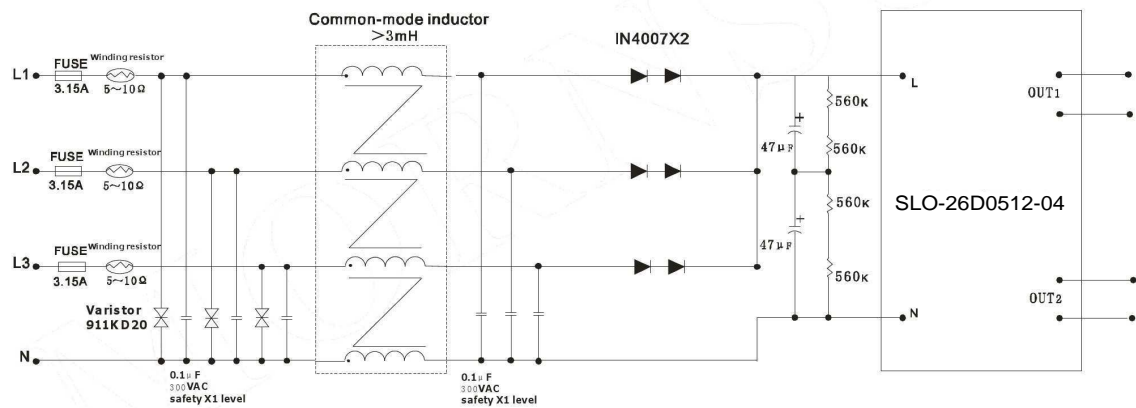 Common-mode inductor
>3mH
IN4007X2
L1
FUSE
3.15A
Winding resistor
5~10Ω
L
560K
OUT1
47μF
+
560K
L2
FUSE
3.15A
Winding resistor
5~10Ω
560K
SLO-26D0512-04
47μF
+
560K
L3
FUSE
3.15A
Winding resistor
5~10Ω
OUT2
Varistor
911KD20
N
N
0.1μF
300VAC
safety X1 level
0.1μF
300VAC
safety X1 level